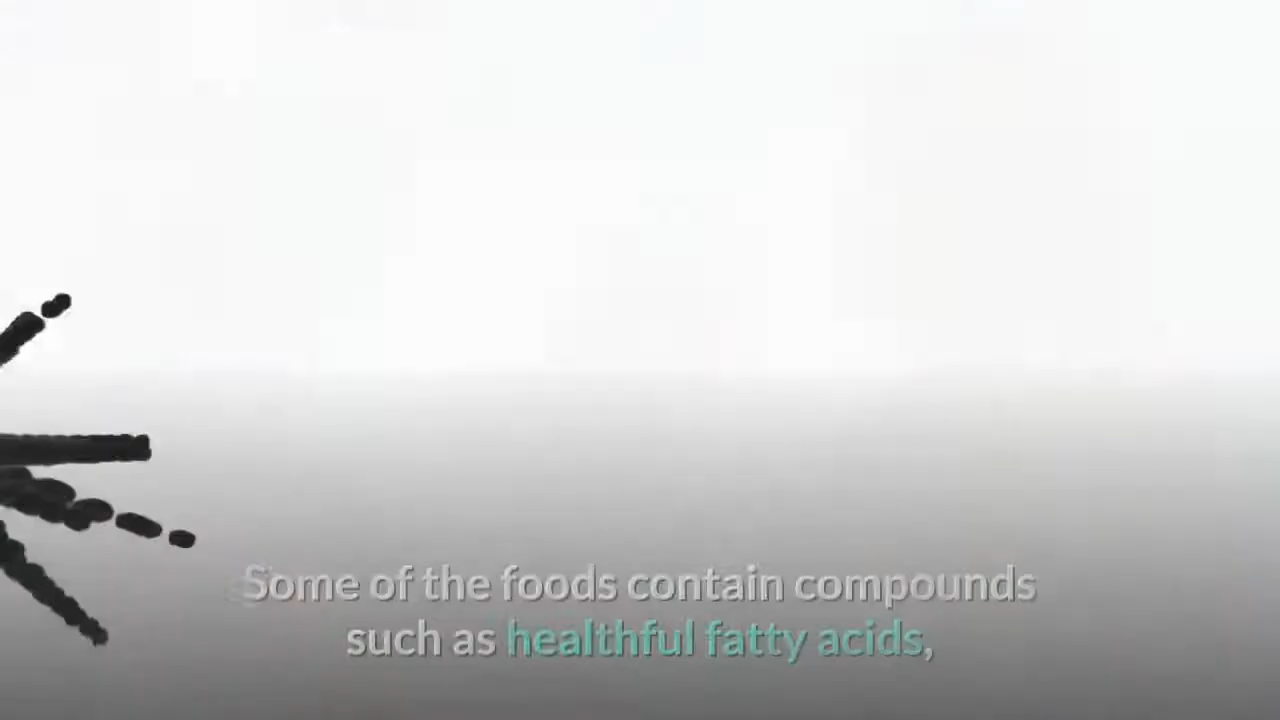 Some of the foods contain compounds
such as healthful fatty acids,